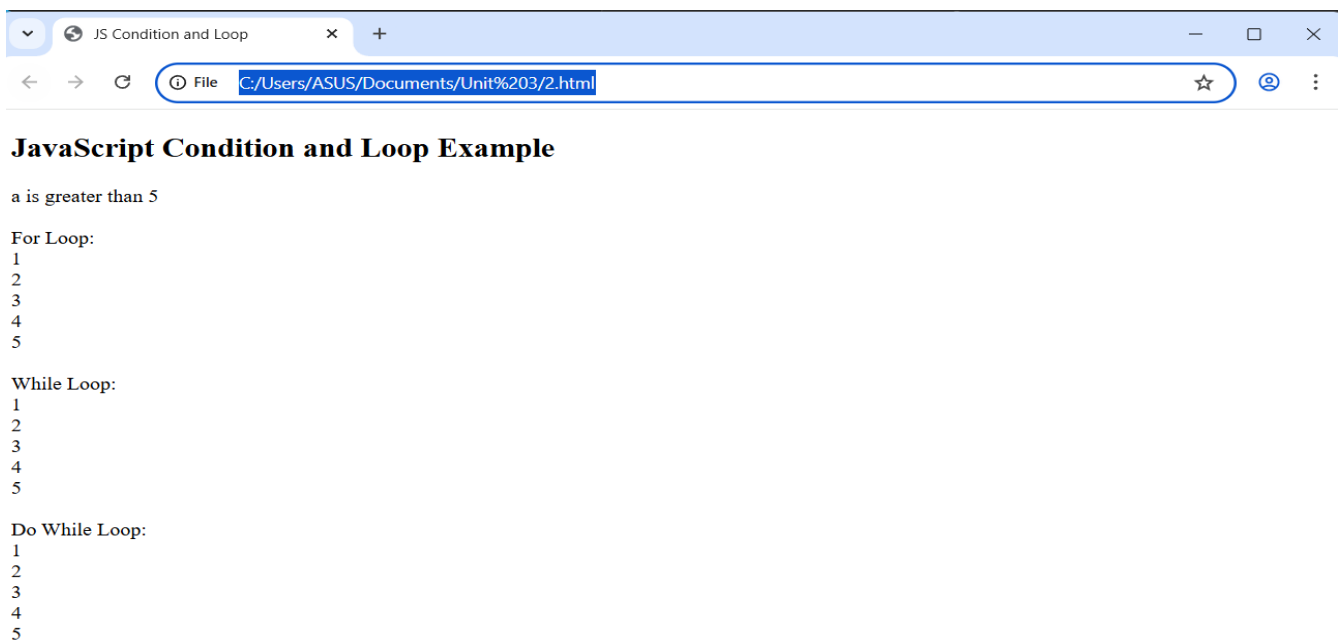 JS Condition and Loop
File C:/Users/ASUS/Documents/Unit%203/2.html
JavaScript Condition and Loop Example
a is greater than 5
For Loop:
1
2
3
4
5
While Loop:
1
2
3
4
5
Do While Loop:
1
2
3
4
5